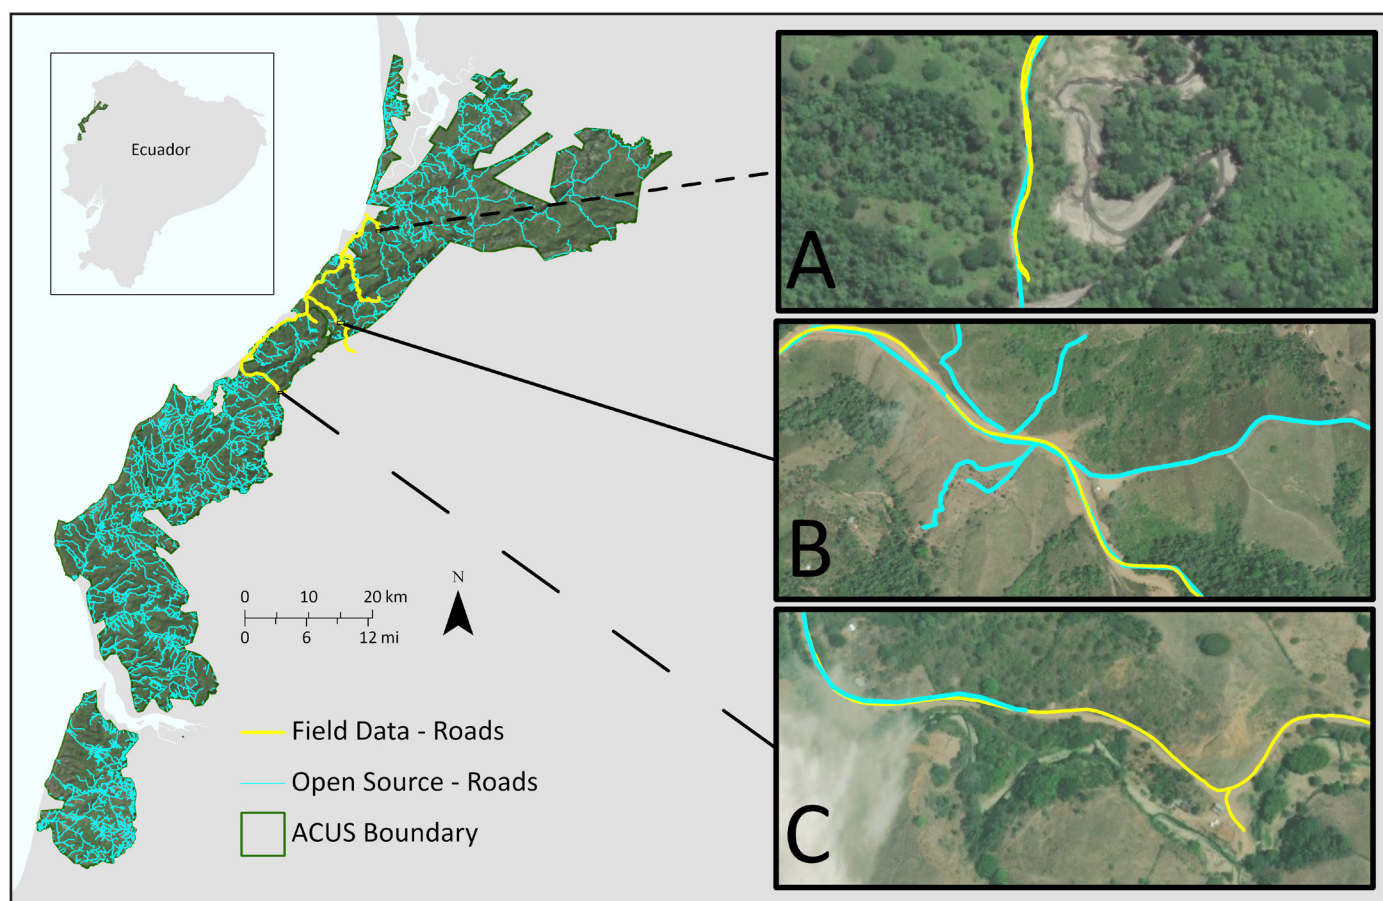 Ecuador
A
B
C
N
0 10 20 km
0 6 12 mi
Field Data - Roads
Open Source - Roads
ACUS Boundary